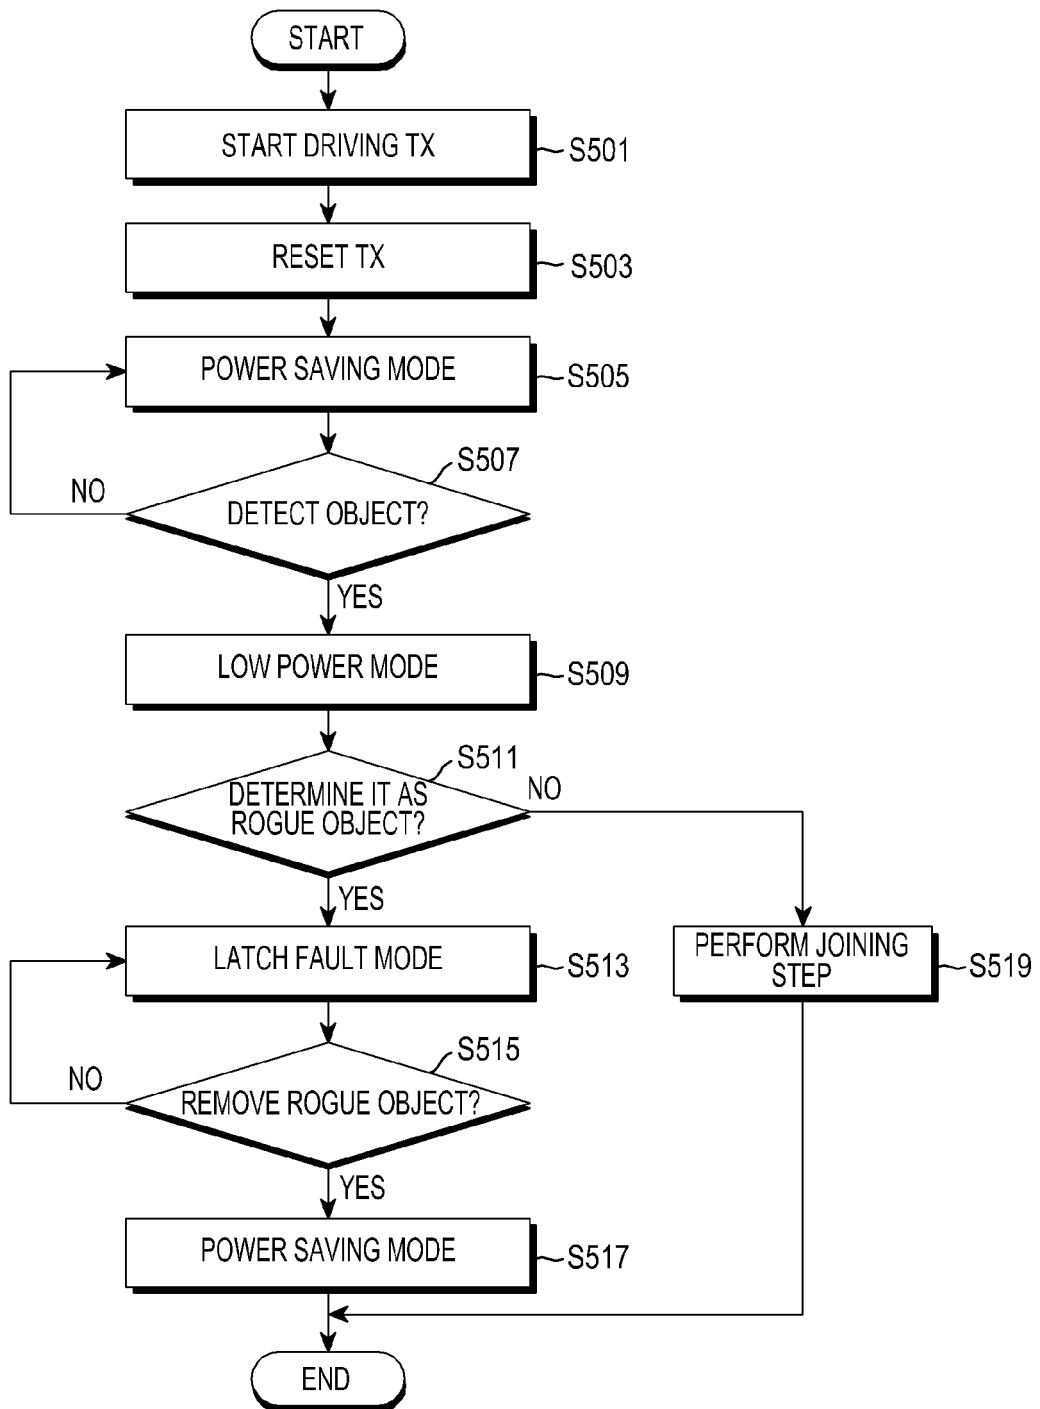 START
START DRIVING TX
S501
RESET TX
S503
POWER SAVING MODE
S505
S507
NO
DETECT OBJECT?
YES
LOW POWER MODE
S509
S511
NO
DETERMINE IT AS
ROGUE OBJECT?
YES
LATCH FAULT MODE
S513
PERFORM JOINING
STEP
S519
S515
NO
REMOVE ROGUE OBJECT?
YES
POWER SAVING MODE
S517
END